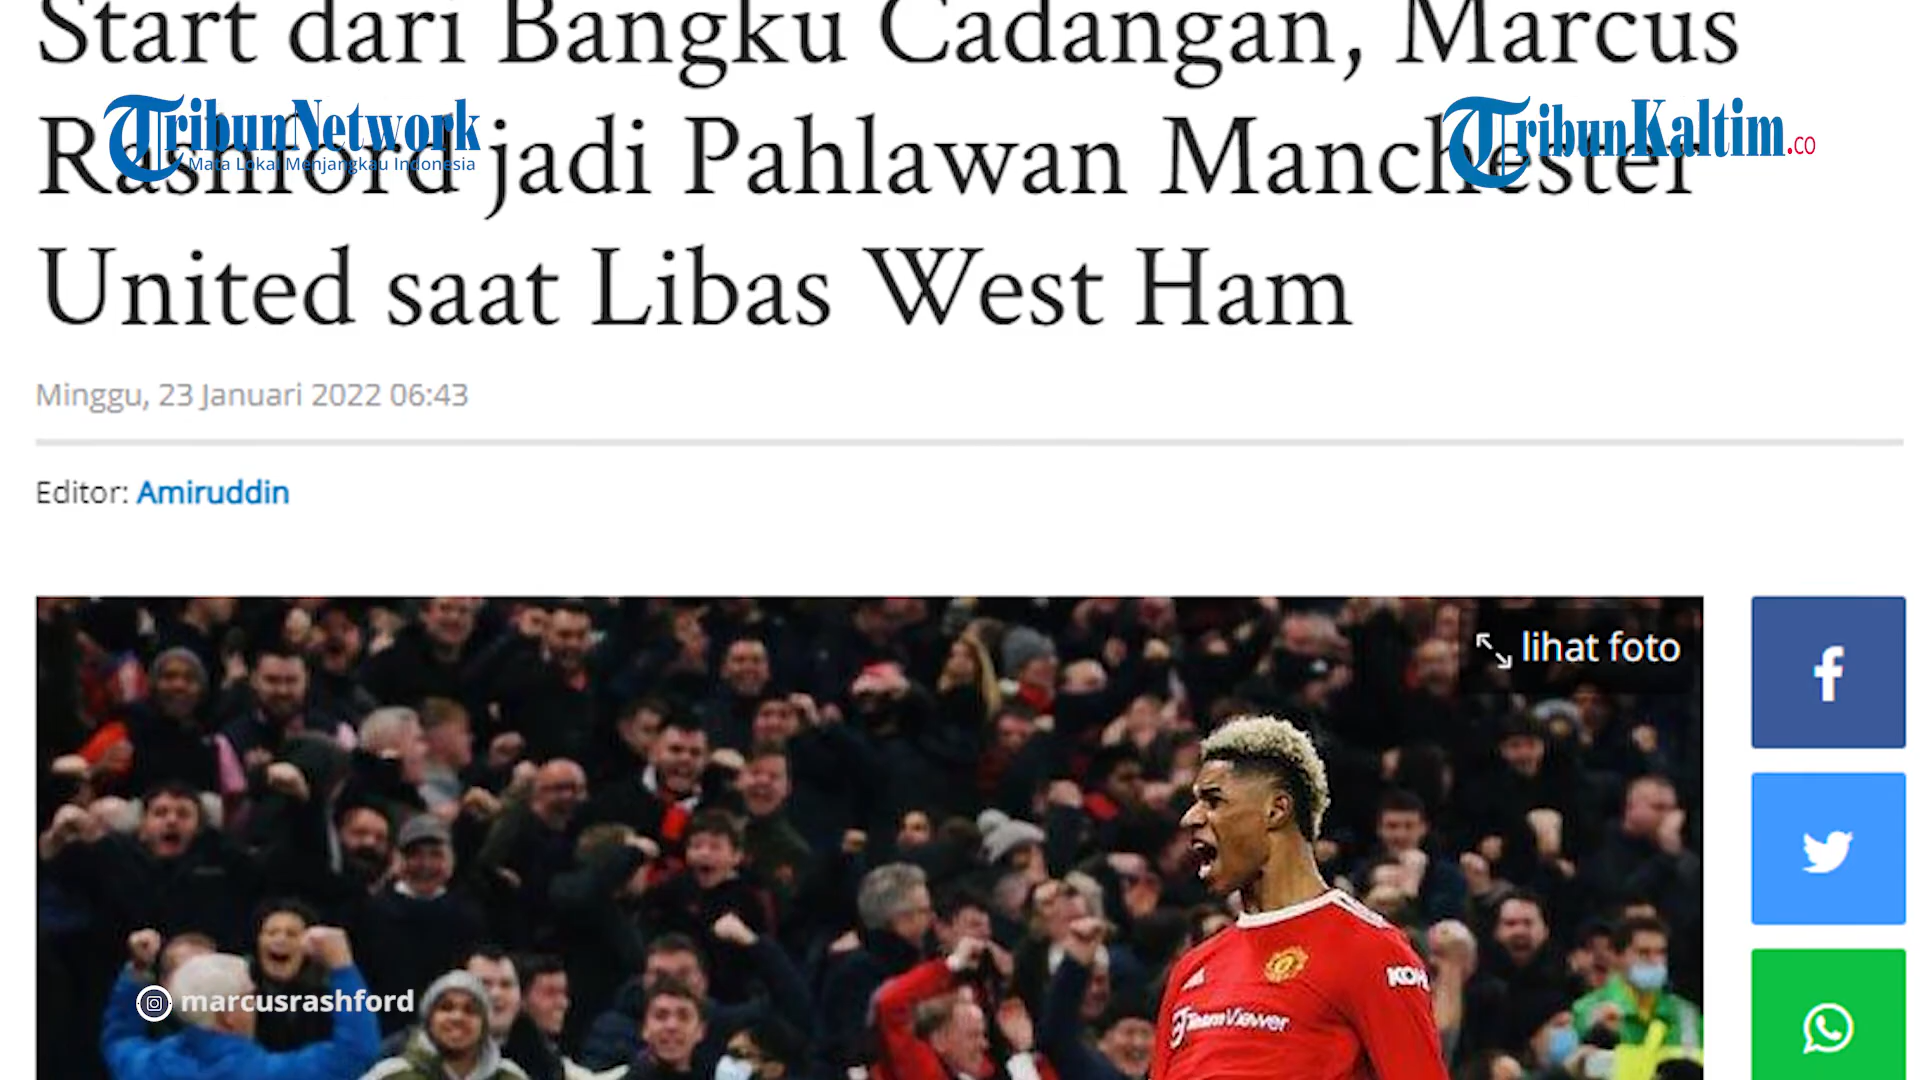 Start dari Bangku Cadangan, Marcus
Rashford jadi Pahlawan Manchester
United saat Libas West Ham
TribunNetwork
Mata Lokal Menjangkau Indonesia
TribunKaltim.co
Minggu, 23 Januari 2022 06:43
Editor: Amiruddin
lihat foto
KOH
TeamViewer
marcusrashford